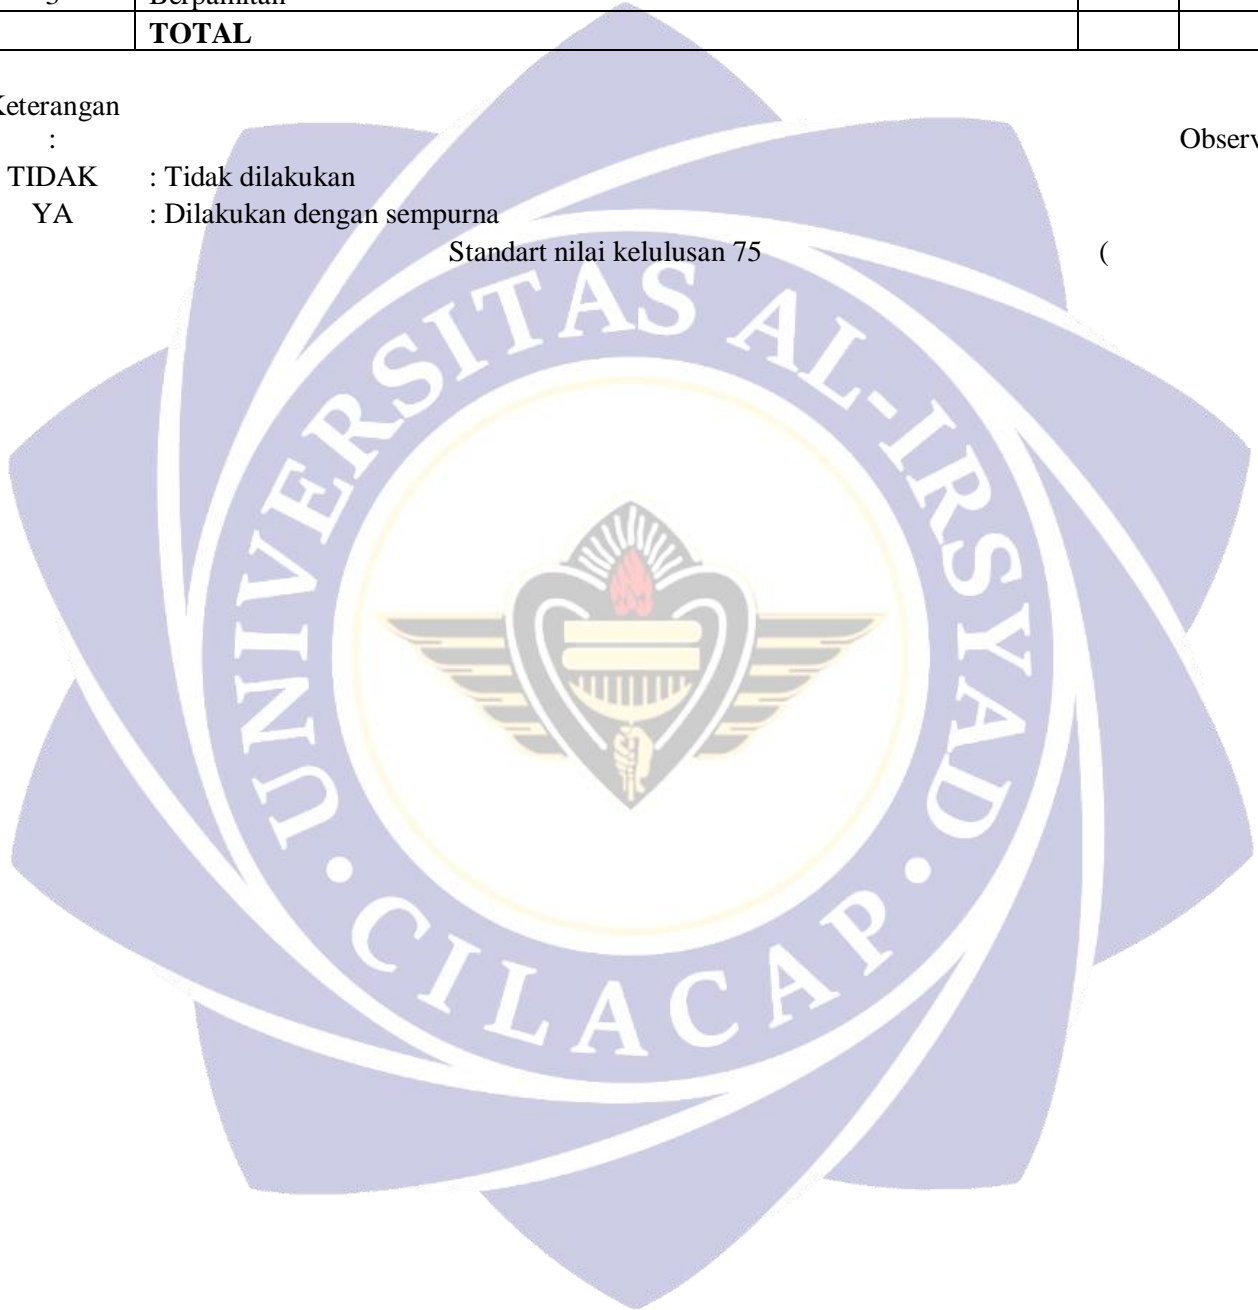 3 Berpamitan
TOTAL
Keterangan
:
Observ
TIDAK : Tidak dilakukan
YA : Dilakukan dengan sempurna
Standart nilai kelulusan 75 (
UNIVERSITAS AL-IRSYAD
• CILACAP •